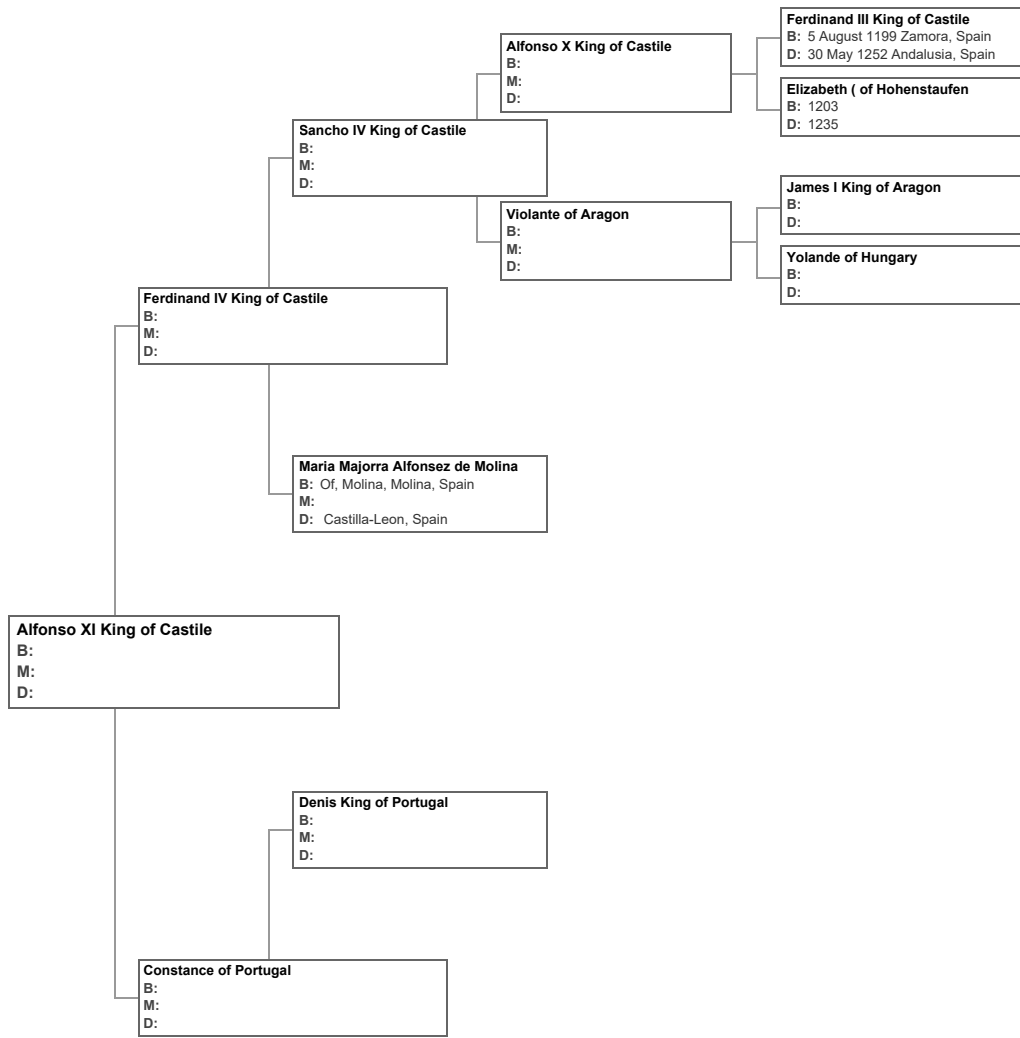 Ferdinand III King of Castile
B: 5 August 1199 Zamora, Spain
D: 30 May 1252 Andalusia, Spain
Alfonso X King of Castile
B:
M:
D:
Elizabeth ( of Hohenstaufen
B: 1203
D: 1235
Sancho IV King of Castile
B:
M:
D:
James I King of Aragon
B:
D:
Violante of Aragon
B:
M:
D:
Yolande of Hungary
B:
D:
Ferdinand IV King of Castile
B:
M:
D:
Maria Majorra Alfonsez de Molina
B: Of, Molina, Molina, Spain
M:
D: Castilla-Leon, Spain
Alfonso XI King of Castile
B:
M:
D:
Denis King of Portugal
B:
M:
D:
Constance of Portugal
B:
M:
D: